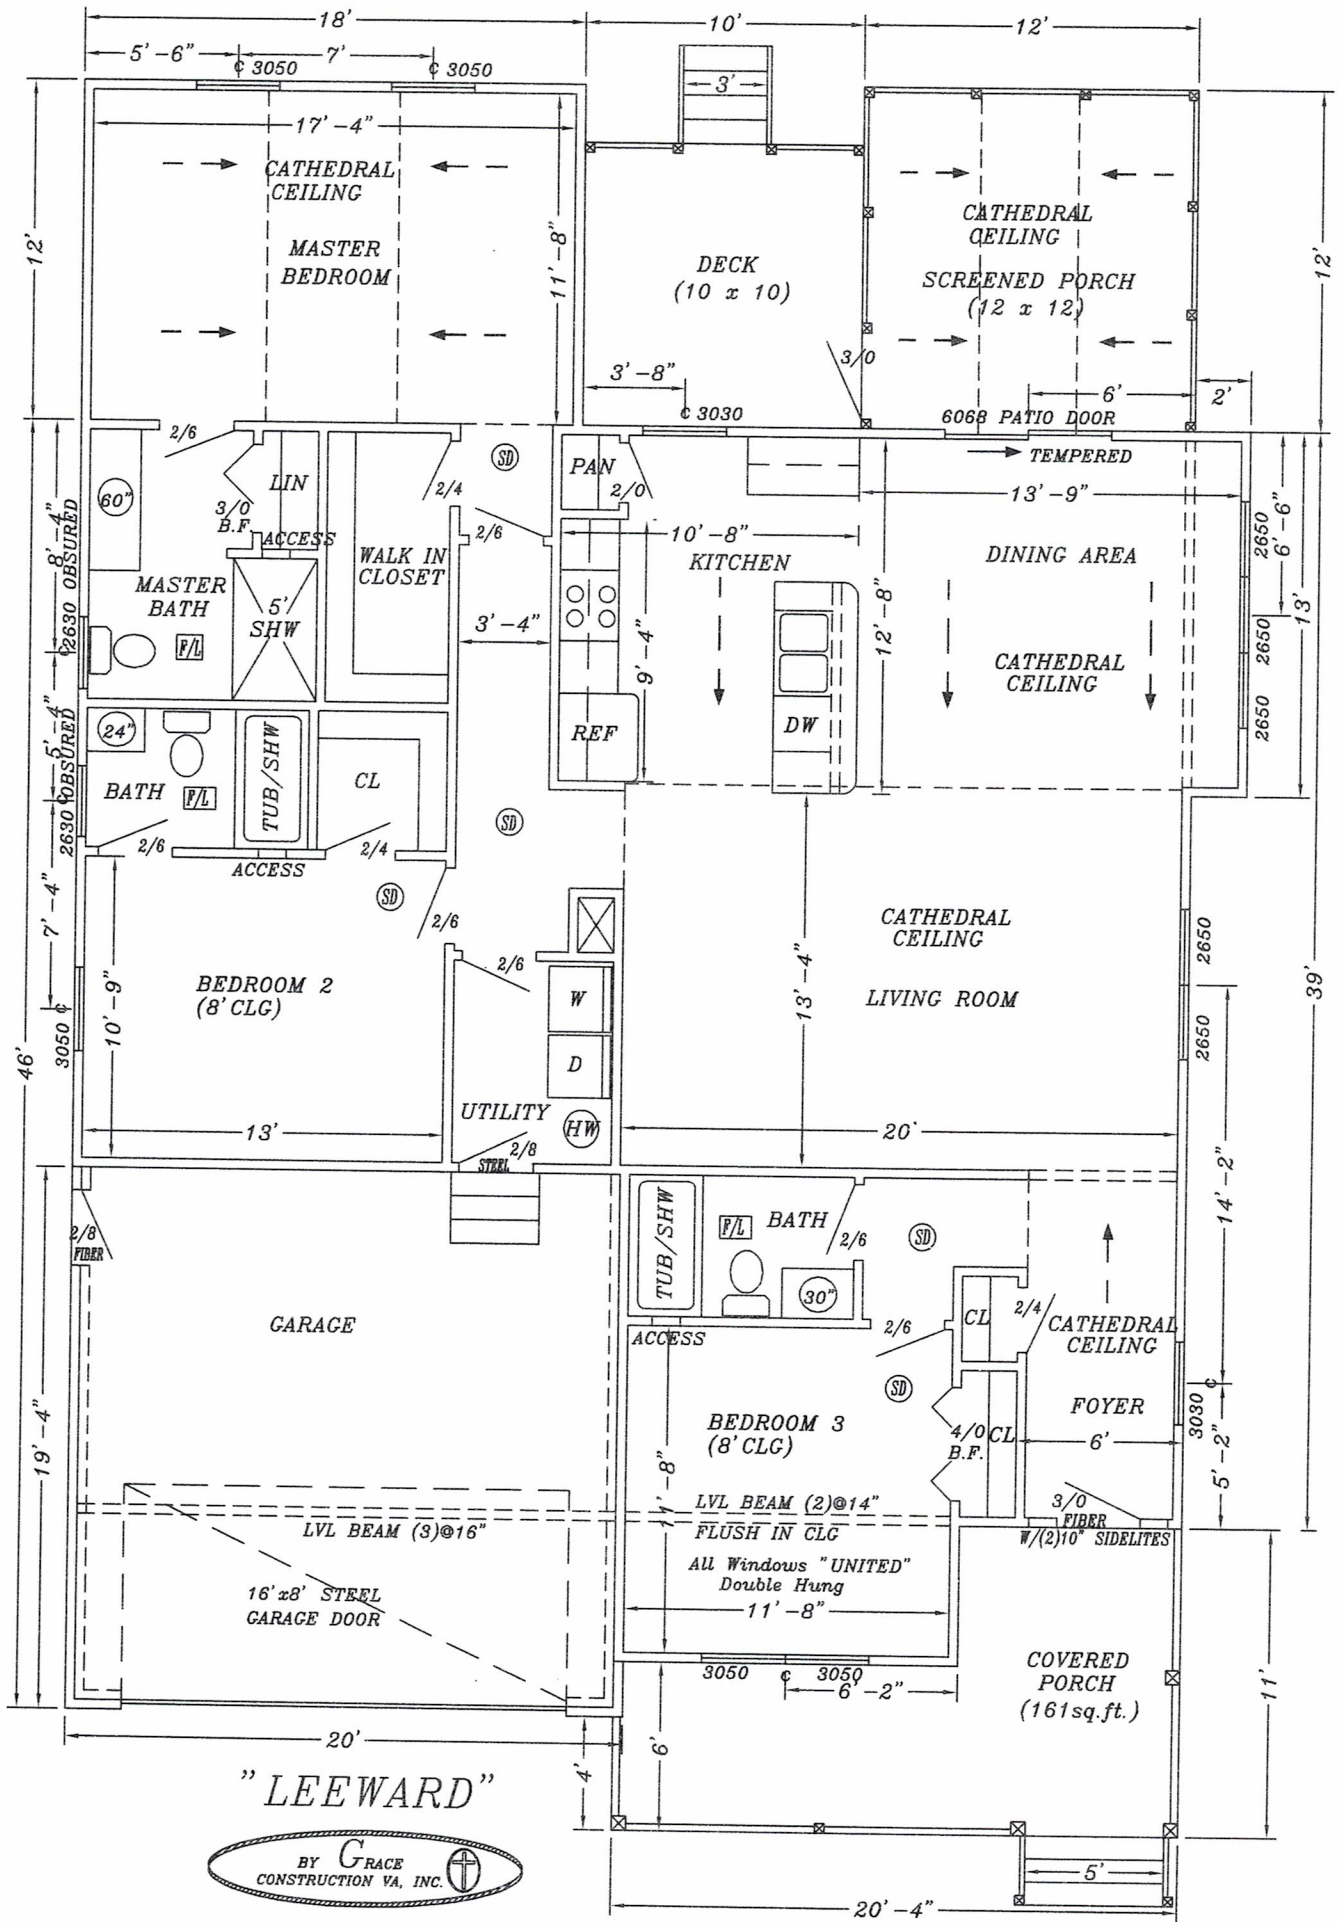 18'
10'
12'
5'-6"
7'
℄ 3050
℄ 3050
3'
17'-4"
CATHEDRAL
CEILING
MASTER
BEDROOM
12'
11'-8"
DECK
(10 x 10)
CATHEDRAL
CEILING
SCREENED PORCH
(12 x 12)
12'
3/0
3'-8"
℄ 3030
6'
2'
6068 PATIO DOOR
TEMPERED
2/6
60"
LIN
3/0
B.F.
ACCESS
2/4
SD
2/6
PAN
2/0
13'-9"
10'-8"
KITCHEN
DINING AREA
2650
6'-6"
13'
8'-4"
℄2630 OBSURED
MASTER
BATH
5'
SHW
F/L
WALK IN
CLOSET
3'-4"
9'-4"
12'-8"
CATHEDRAL
CEILING
2650
2650
5'-4"
2630 ℄ OBSURED
24"
BATH
F/L
TUB/SHW
CL
REF
DW
2/6
ACCESS
2/4
SD
SD
2/6
7'-4"
10'-9"
BEDROOM 2
(8' CLG)
3050 ℄
46'
2/6
W
D
UTILITY
HW
2/8
STEEL
13'
13'-4"
CATHEDRAL
CEILING
LIVING ROOM
20'
2650
2650
39'
14'-2"
2/8
FIBER
GARAGE
19'-4"
TUB/SHW
F/L
BATH
2/6
30"
SD
ACCESS
2/6
CL
2/4
CATHEDRAL
CEILING
FOYER
6'
3030 ℄
5'-2"
SD
BEDROOM 3
(8' CLG)
4/0
B.F.
CL
11'-8"
LVL BEAM (2)@14"
FLUSH IN CLG
3/0
FIBER
W/(2)10" SIDELITES
LVL BEAM (3)@16"
All Windows "UNITED"
Double Hung
11'-8"
16'x8' STEEL
GARAGE DOOR
3050
℄
3050
6'-2"
COVERED
PORCH
(161sq.ft.)
11'
20'
4'
6'
5'
20'-4"
"LEEWARD"
BY GRACE
CONSTRUCTION VA, INC.